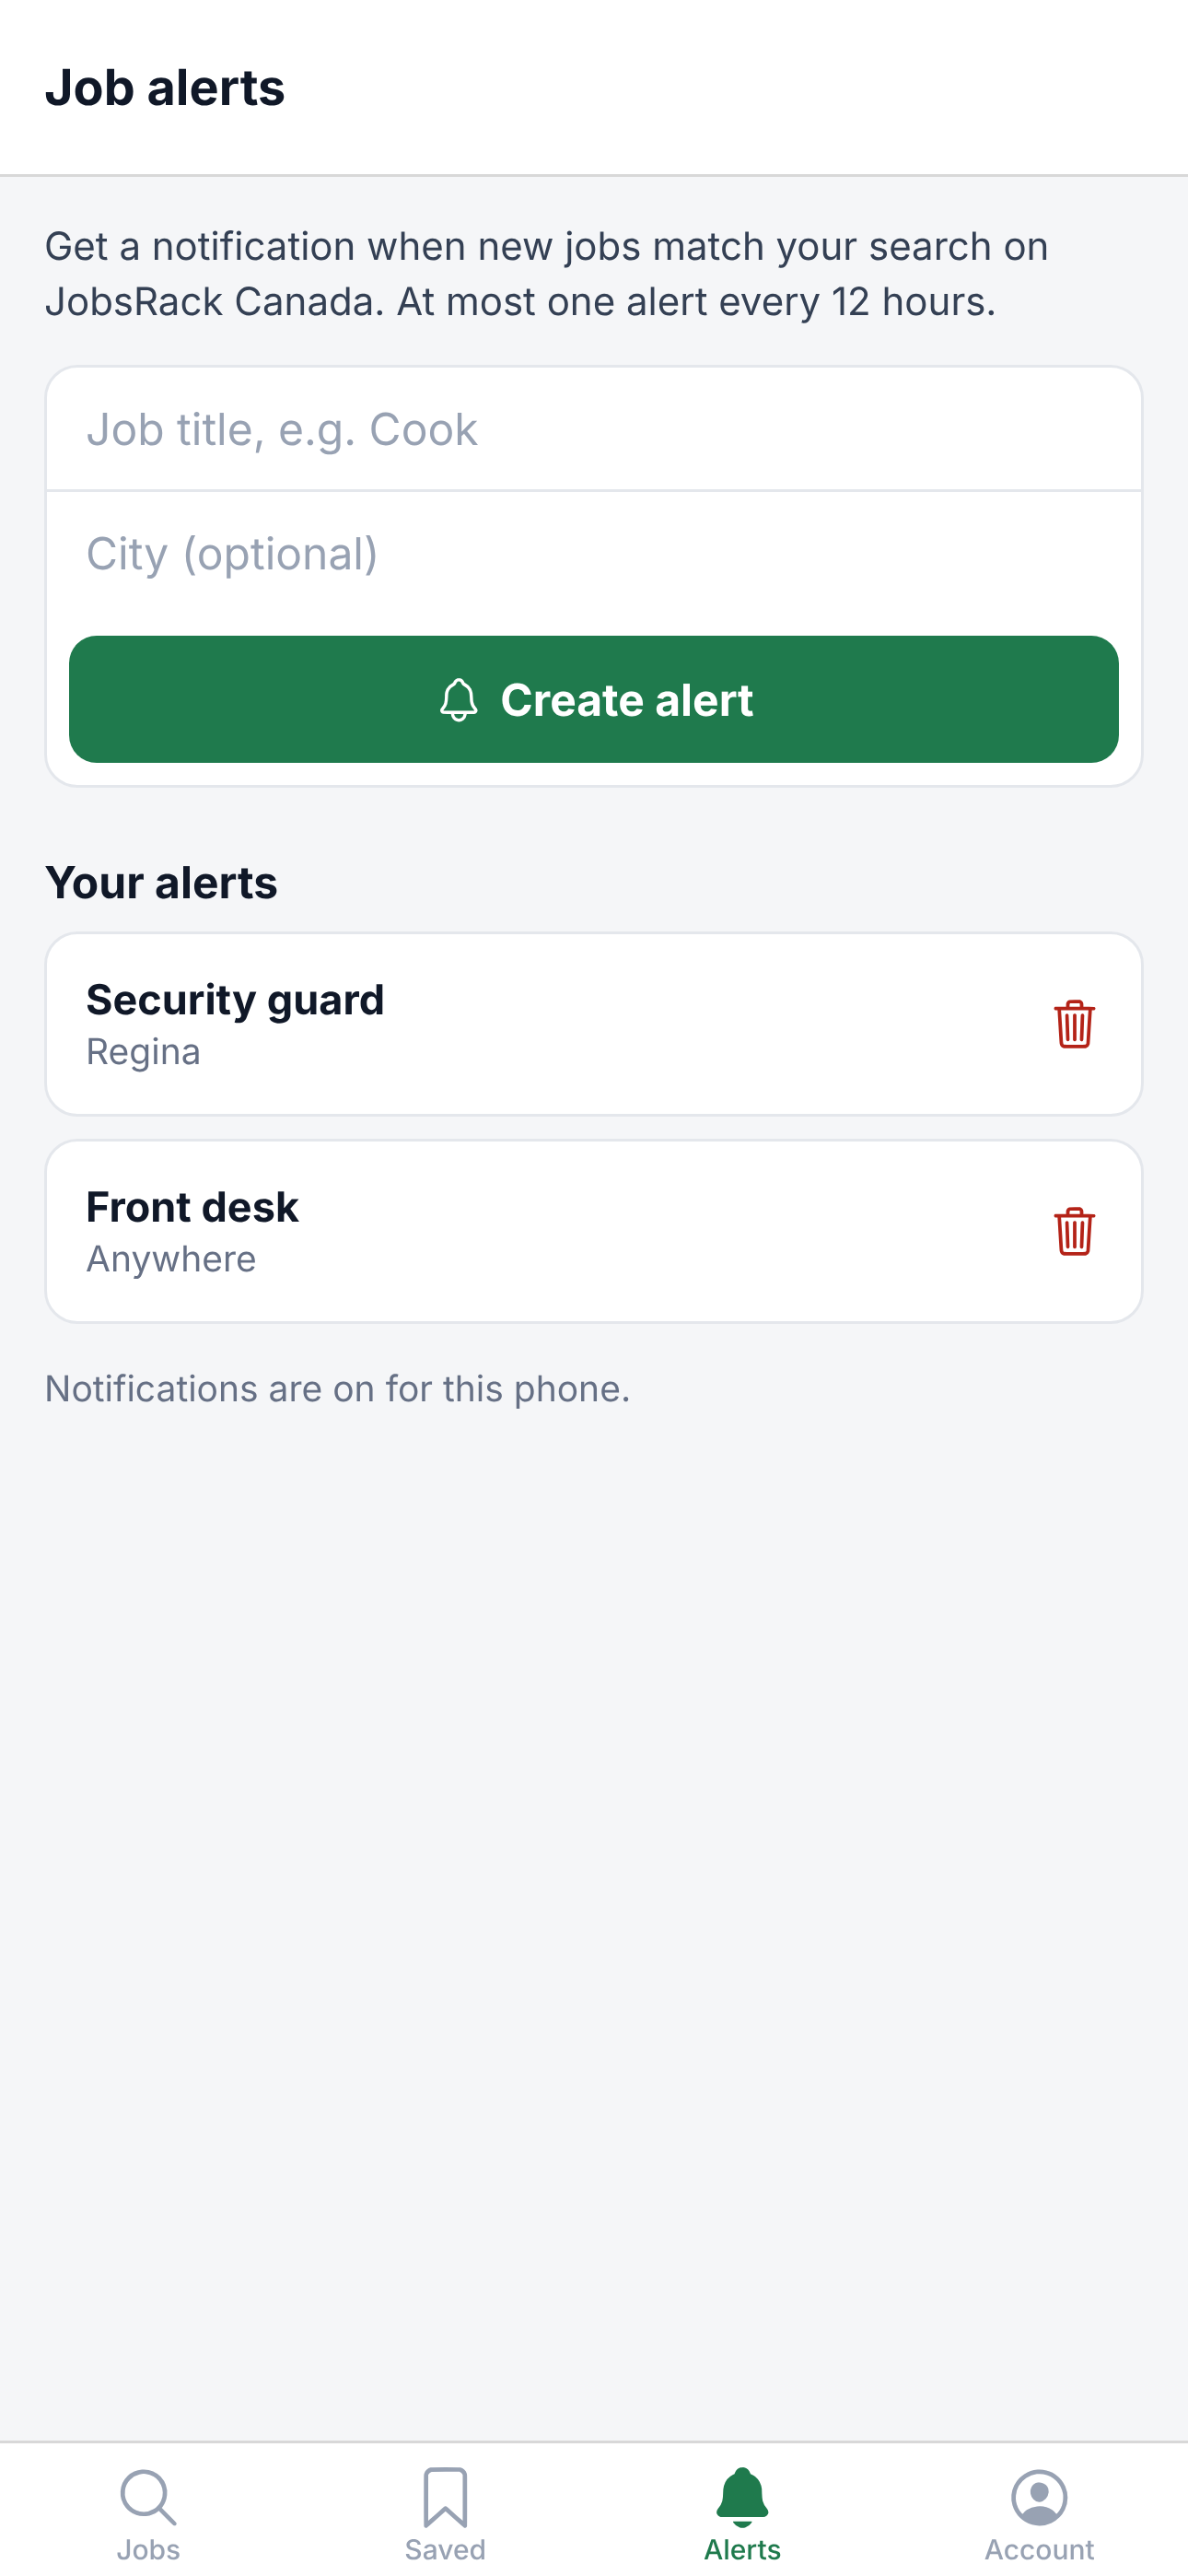 Job alerts
Get a notification when new jobs match your search on
JobsRack Canada. At most one alert every 12 hours.
Job title, e.g. Cook
City (optional)
Create alert
Your alerts
Security guard
Regina
Front desk
Anywhere
Notifications are on for this phone.
Jobs
Saved
Alerts
Account